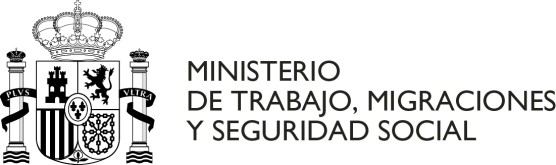 PLVS VLTRA
MINISTERIO
DE TRABAJO, MIGRACIONES
Y SEGURIDAD SOCIAL